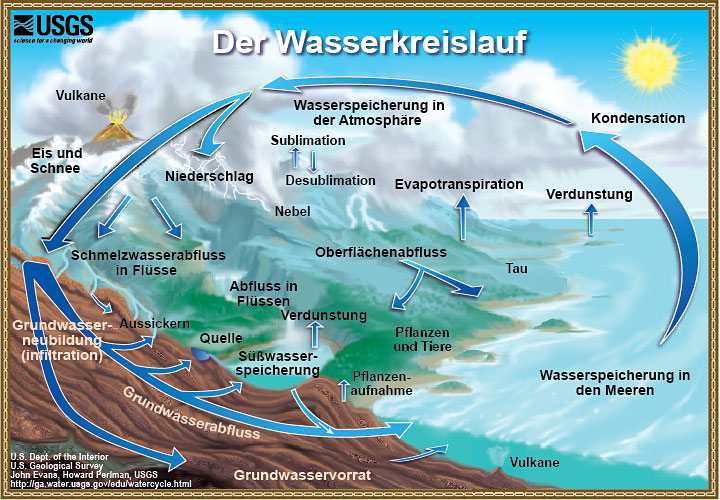 USGS
science for a changing world
Der Wasserkreislauf
Vulkane
Wasserspeicherung in
der Atmosphäre
Kondensation
Sublimation
Eis und
Schnee
Niederschlag
Desublimation
Evapotranspiration
Verdunstung
Nebel
Schmelzwasserabfluss
in Flüsse
Oberflächenabfluss
Tau
Abfluss in
Flüssen
Verdunstung
Grundwasser-
neubildung
(infiltration)
Aussickern
Quelle
Pflanzen
und Tiere
Süßwasser-
speicherung
Pflanzen-
aufnahme
Wasserspeicherung in
den Meeren
Grundwasserabfluss
Grundwasservorrat
Vulkane
U.S. Dept. of the Interior
U.S. Geological Survey
John Evans, Howard Perlman, USGS
http://ga.water.usgs.gov/edu/watercycle.html